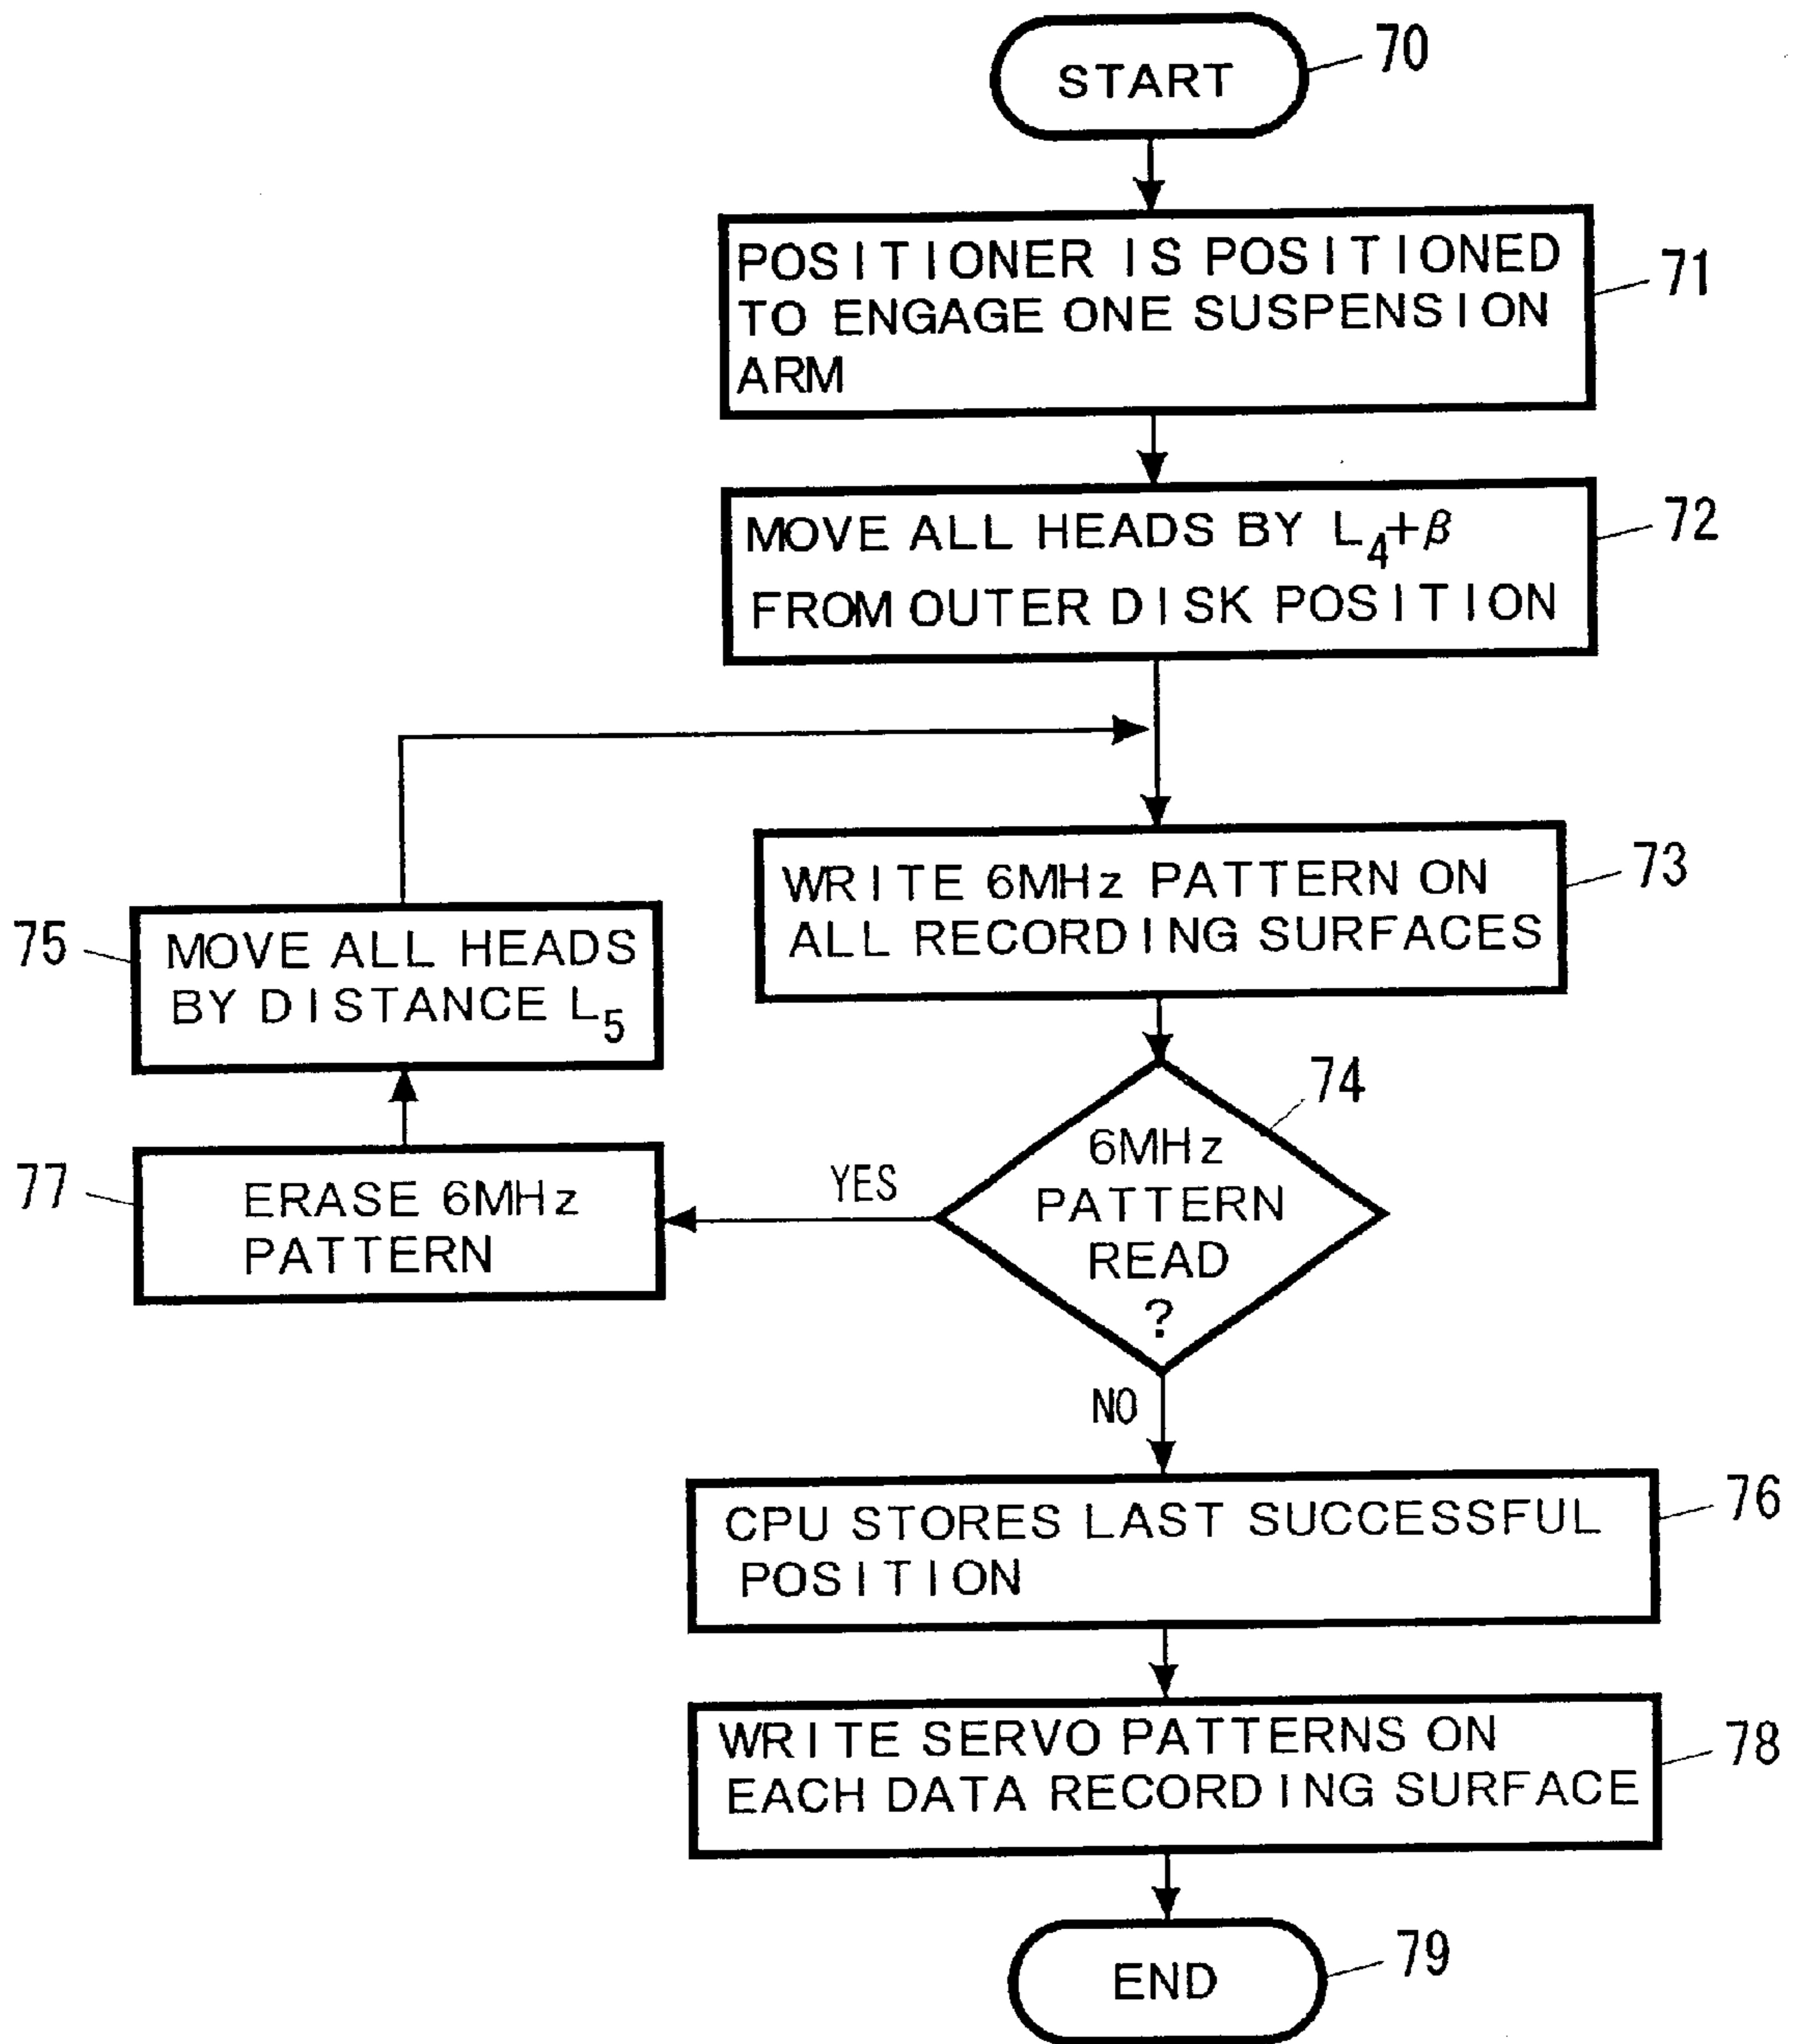 START
70
POSITIONER IS POSITIONED
TO ENGAGE ONE SUSPENSION
ARM
71
MOVE ALL HEADS BY L₄+β
FROM OUTER DISK POSITION
72
WRITE 6MHz PATTERN ON
ALL RECORDING SURFACES
73
75
MOVE ALL HEADS
BY DISTANCE L₅
74
6MHz
PATTERN
READ
?
YES
77
ERASE 6MHz
PATTERN
NO
CPU STORES LAST SUCCESSFUL
POSITION
76
WRITE SERVO PATTERNS ON
EACH DATA RECORDING SURFACE
78
END
79